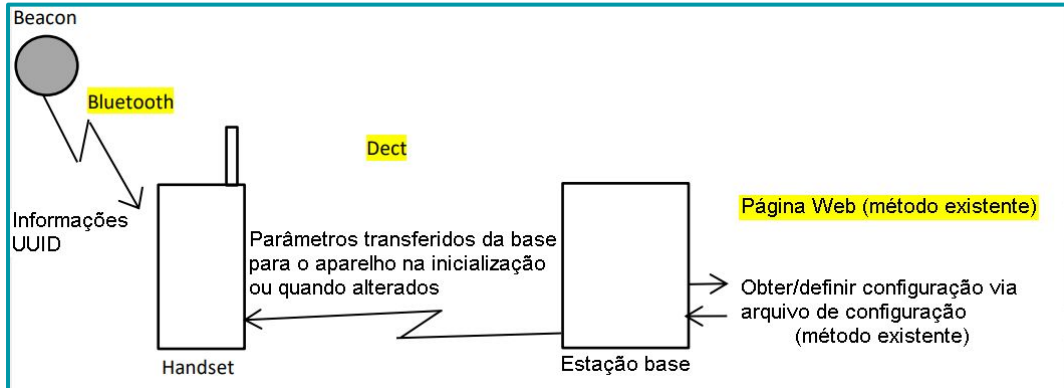 Beacon
Bluetooth
Dect
Informações
UUID
Parâmetros transferidos da base
para o aparelho na inicialização
ou quando alterados
Handset
Estação base
Página Web (método existente)
Obter/definir configuração via
arquivo de configuração
(método existente)